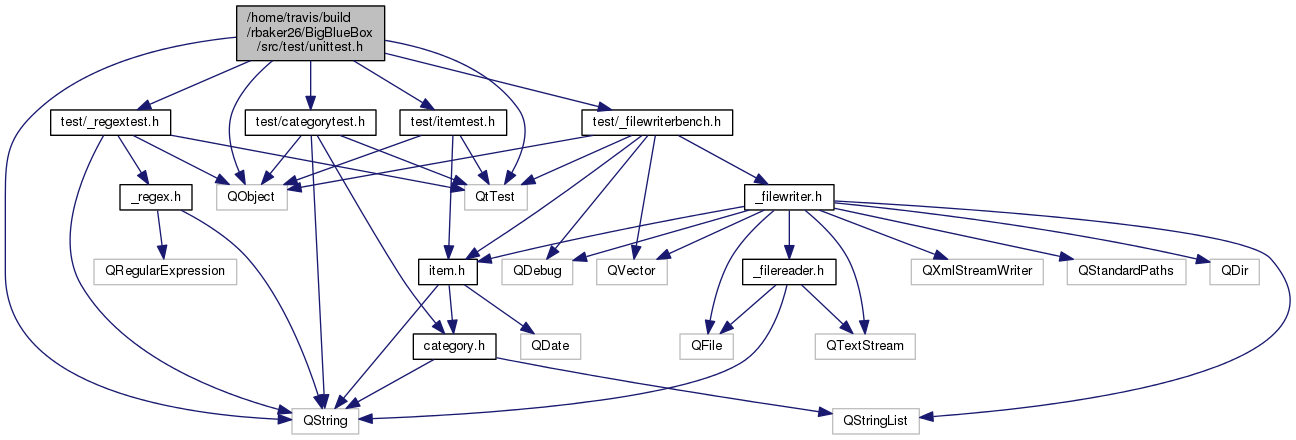 /home/travis/build
/rbaker26/BigBlueBox
/src/test/unittest.h
test/_regextest.h
test/categorytest.h
test/itemtest.h
test/_filewriterbench.h
_regex.h
QObject
QtTest
_filewriter.h
QRegularExpression
item.h
QDebug
QVector
_filereader.h
QXmlStreamWriter
QStandardPaths
QDir
category.h
QDate
QFile
QTextStream
QString
QStringList